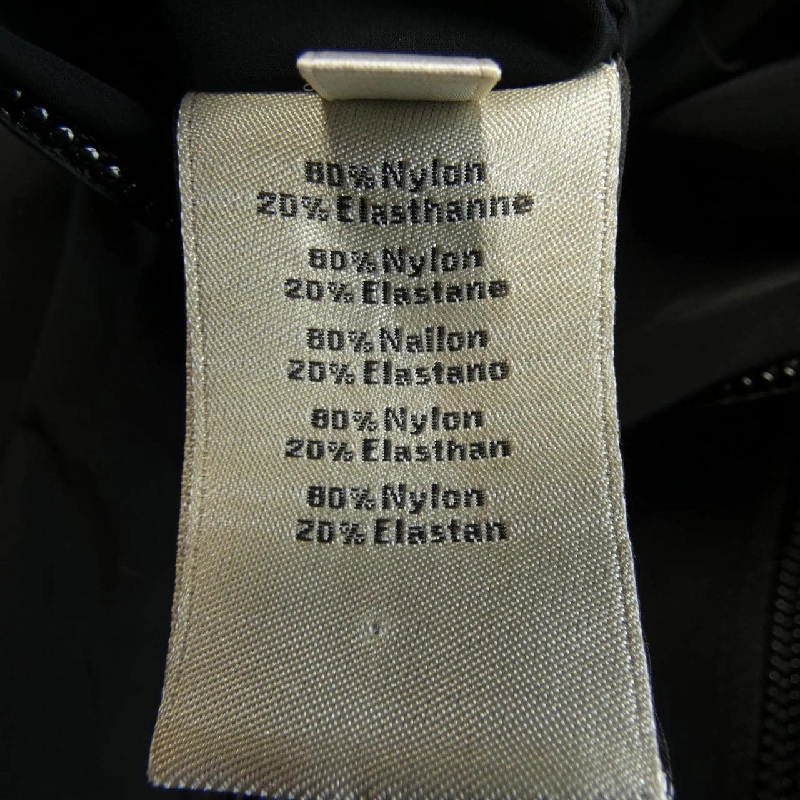 80% Nylon
20% Elasthanne
80% Nylon
20% Elastane
80% Nailon
20% Elastano
80% Nylon
20% Elasthan
80% Nylon
20% Elastan